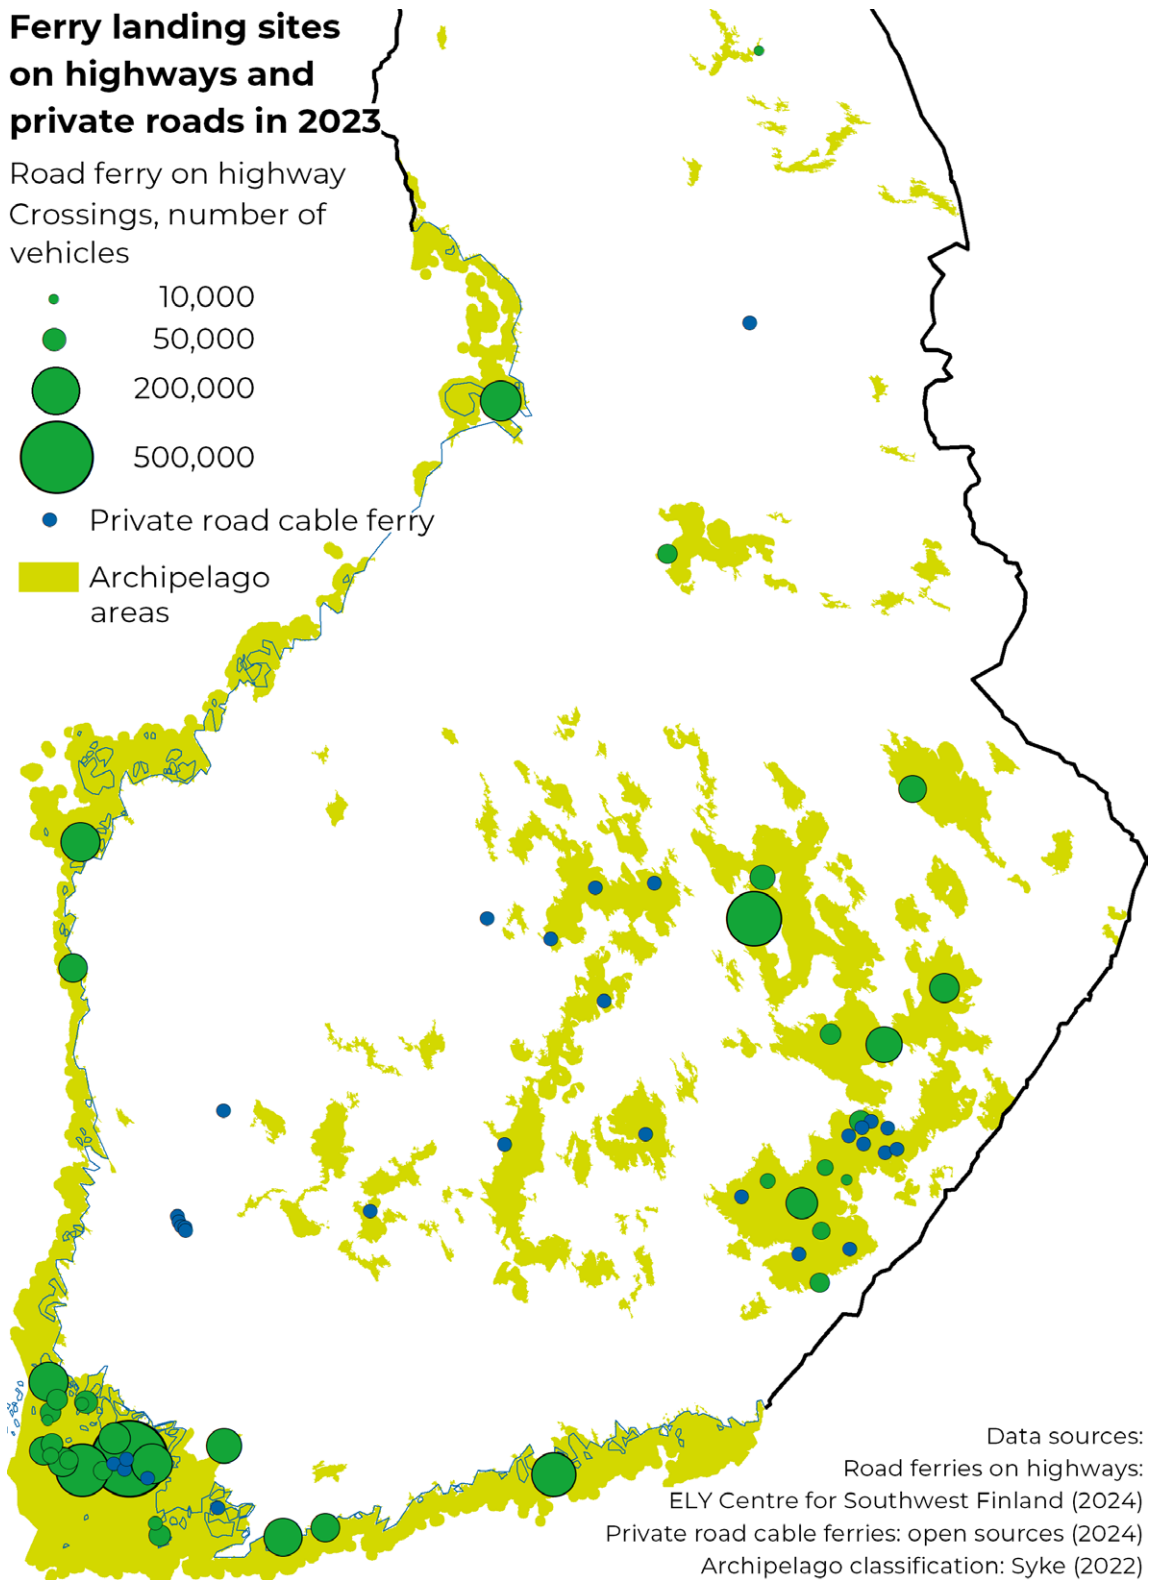 Ferry landing sites
on highways and
private roads in 2023
Road ferry on highway
Crossings, number of
vehicles
10,000
50,000
200,000
500,000
Private road cable ferry
Archipelago
areas
Data sources:
Road ferries on highways:
ELY Centre for Southwest Finland (2024)
Private road cable ferries: open sources (2024)
Archipelago classification: Syke (2022)